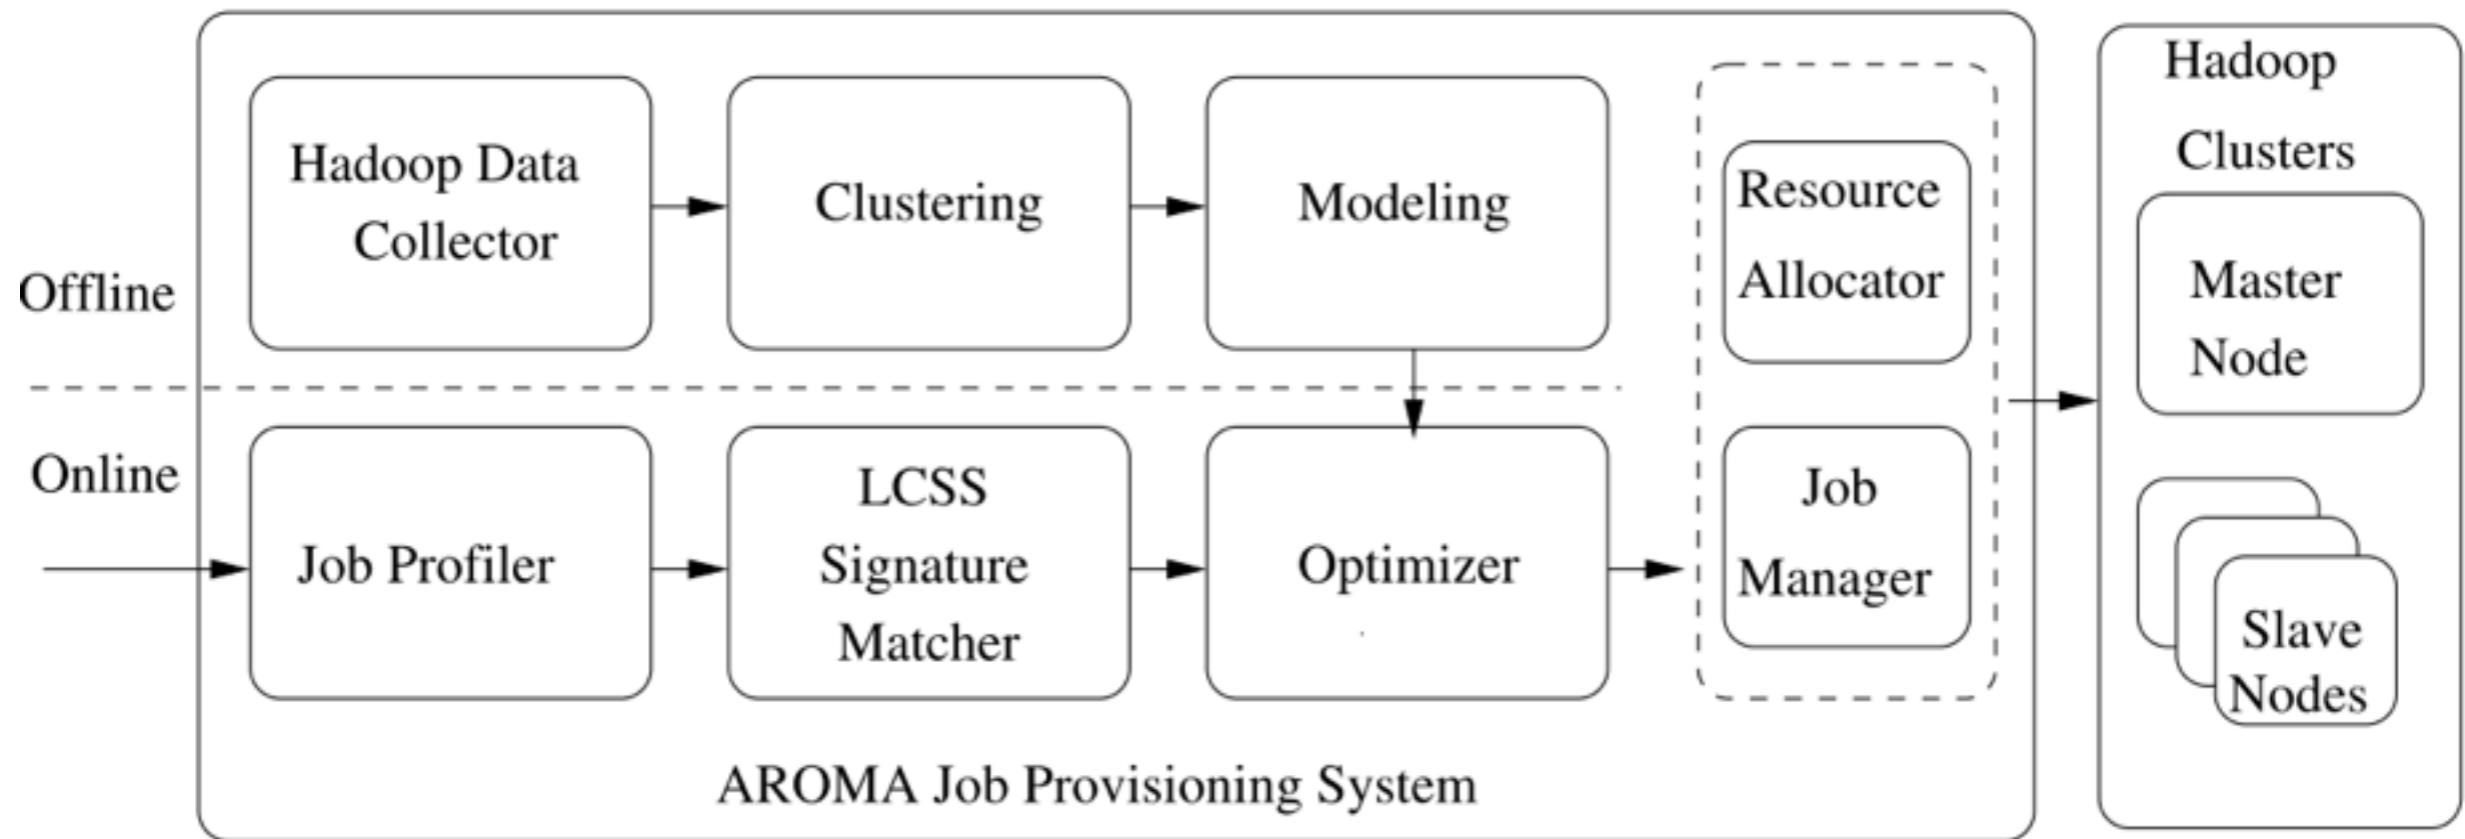 Offline
Online
Hadoop Data
Collector
Clustering
Modeling
Resource
Allocator
Job Profiler
LCSS
Signature
Matcher
Optimizer
Job
Manager
AROMA Job Provisioning System
Hadoop
Clusters
Master
Node
Slave
Nodes